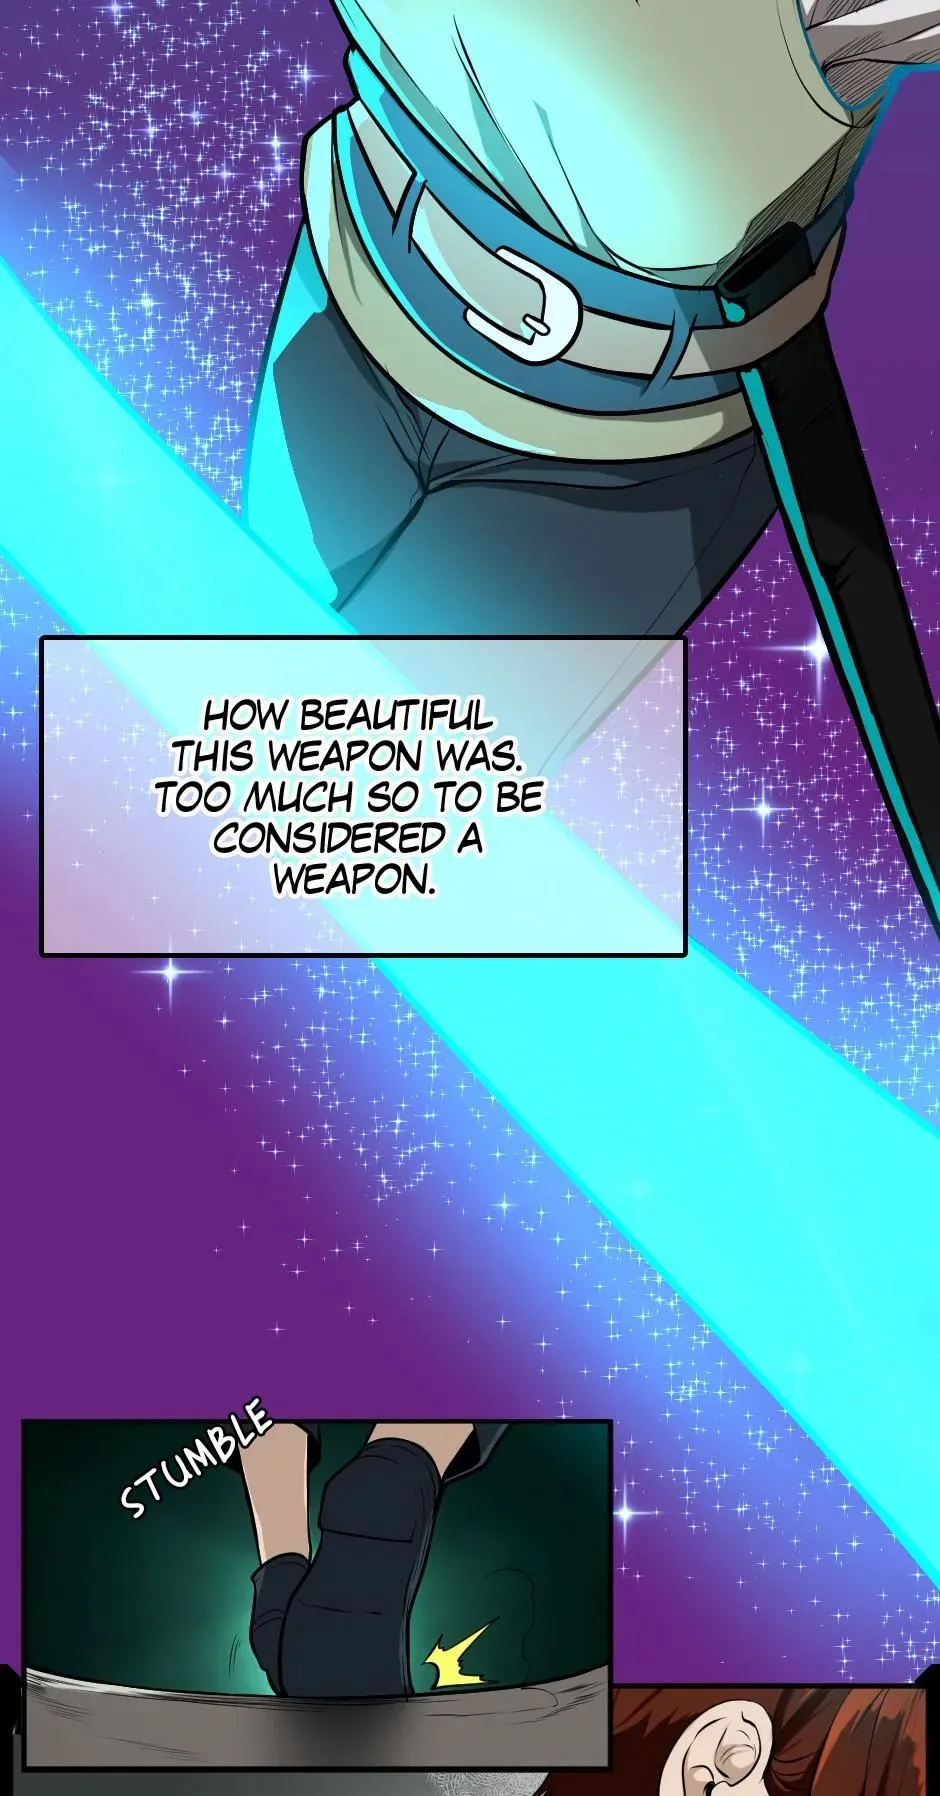 HOW BEAUTIFUL
THIS WEAPON WAS.
TOO MUCH SO TO BE
CONSIDERED A
WEAPON.
STUMBLE